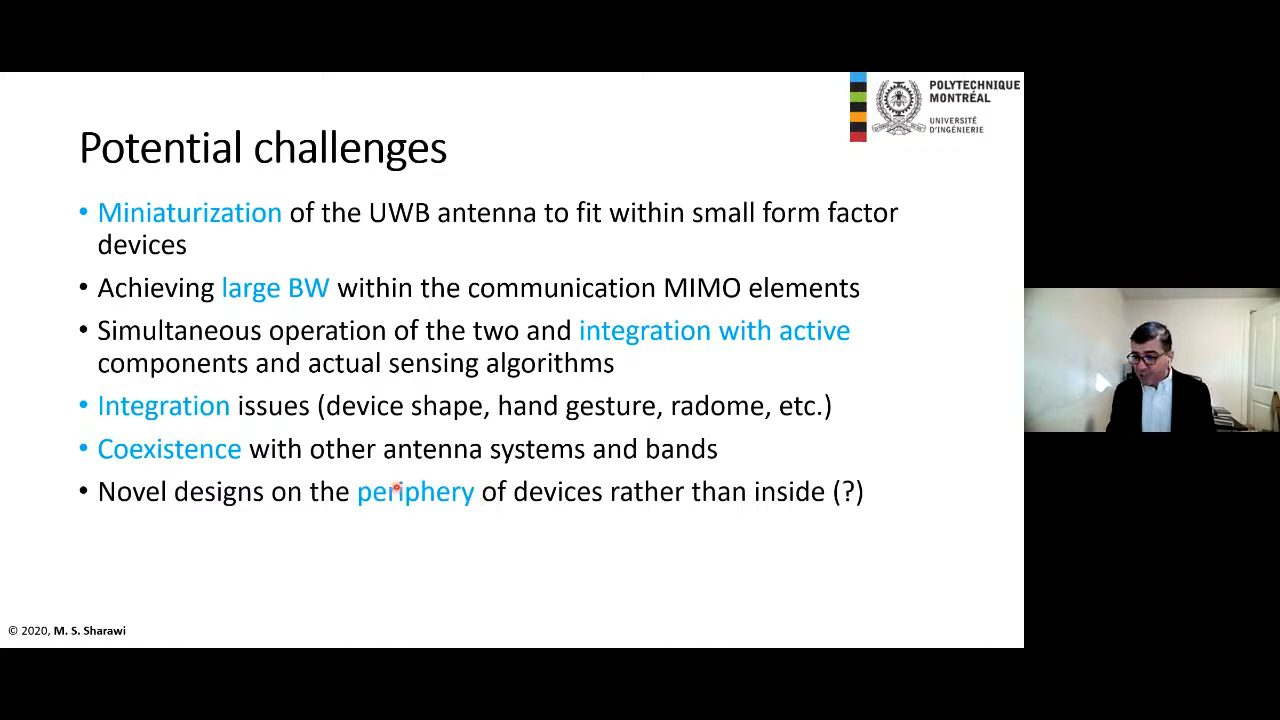 POLYTECHNIQUE
MONTRÉAL
UNIVERSITÉ
D'INGÉNIERIE
Potential challenges
• Miniaturization of the UWB antenna to fit within small form factor
devices
• Achieving large BW within the communication MIMO elements
• Simultaneous operation of the two and integration with active
components and actual sensing algorithms
• Integration issues (device shape, hand gesture, radome, etc.)
• Coexistence with other antenna systems and bands
• Novel designs on the periphery of devices rather than inside (?)
© 2020, M. S. Sharawi